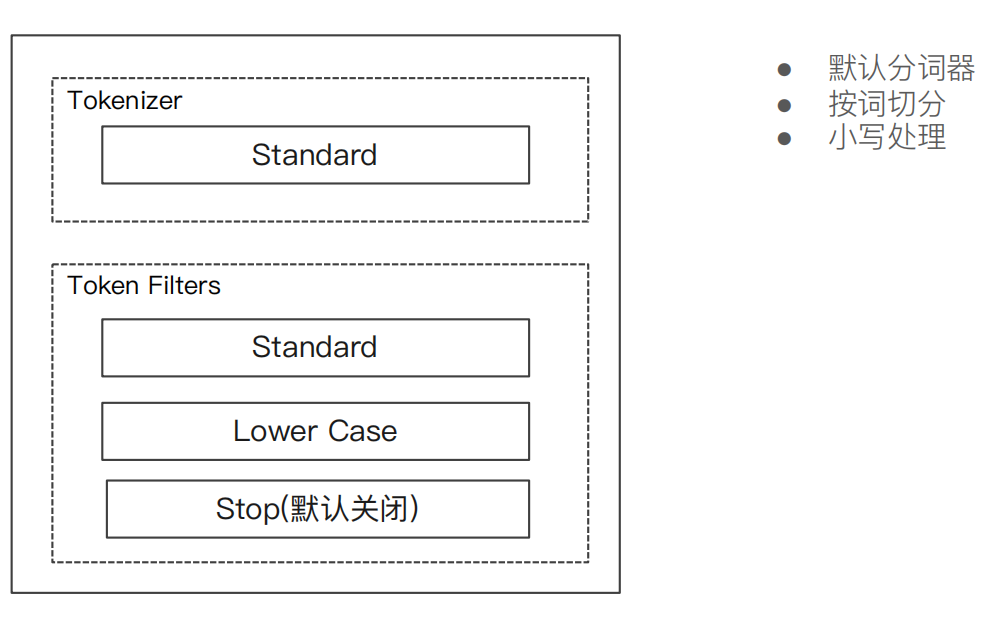 Tokenizer
Standard
Token Filters
Standard
Lower Case
Stop(默认关闭)
默认分词器
按词切分
小写处理